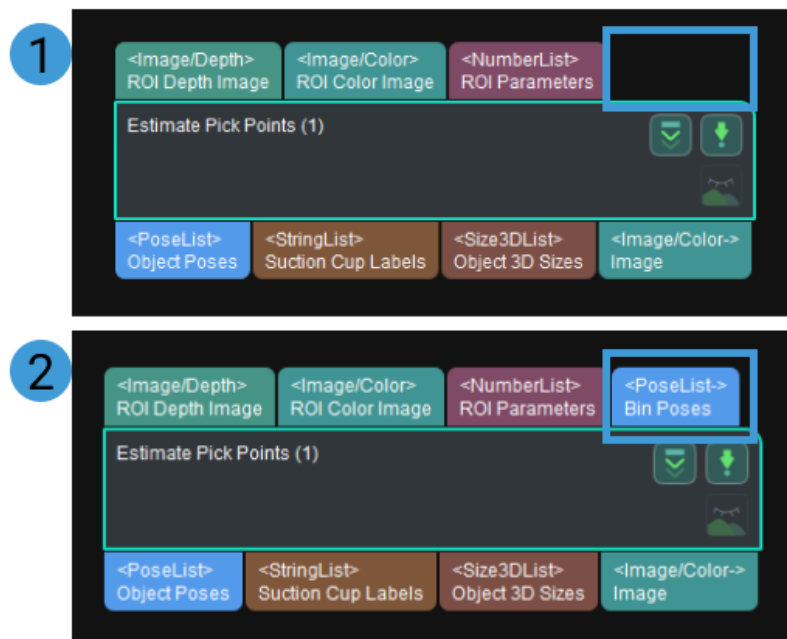 1
<Image/Depth>
ROI Depth Image
<Image/Color>
ROI Color Image
<NumberList>
ROI Parameters
Estimate Pick Points (1)
<PoseList>
Object Poses
<StringList>
Suction Cup Labels
<Size3DList>
Object 3D Sizes
<Image/Color->
Image
2
<Image/Depth>
ROI Depth Image
<Image/Color>
ROI Color Image
<NumberList>
ROI Parameters
<PoseList->
Bin Poses
Estimate Pick Points (1)
<PoseList>
Object Poses
<StringList>
Suction Cup Labels
<Size3DList>
Object 3D Sizes
<Image/Color->
Image